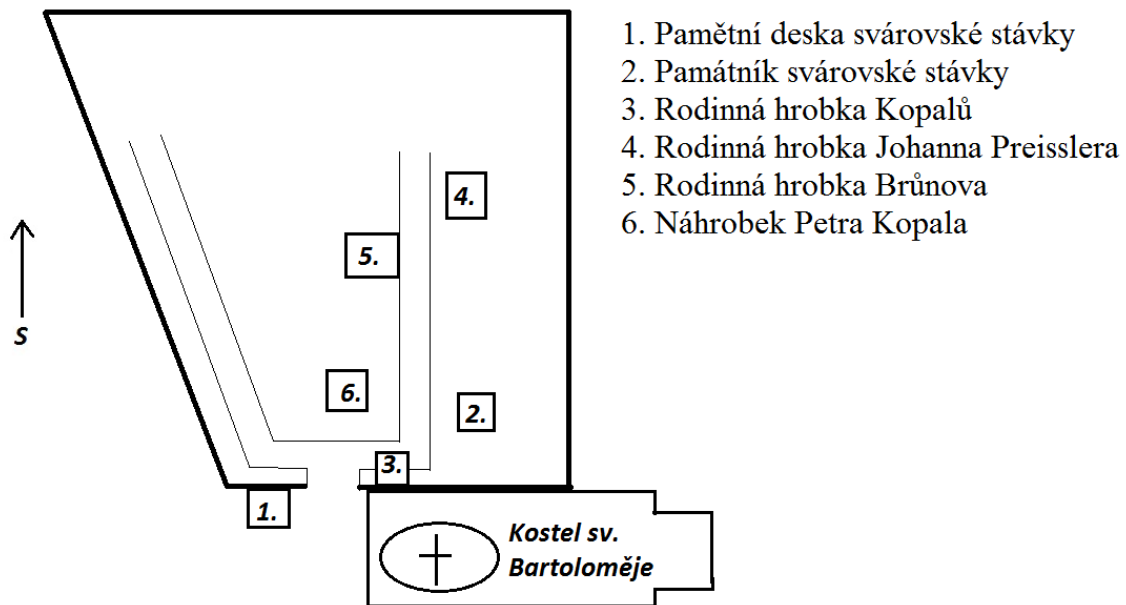 1. Pamětní deska svárovské stávky
2. Památník svárovské stávky
3. Rodinná hrobka Kopalů
4. Rodinná hrobka Johanna Preisslera
5. Rodinná hrobka Brůnova
6. Náhrobek Petra Kopala
4.
5.
S
6.
2.
3.
1.
Kostel sv.
Bartoloměje